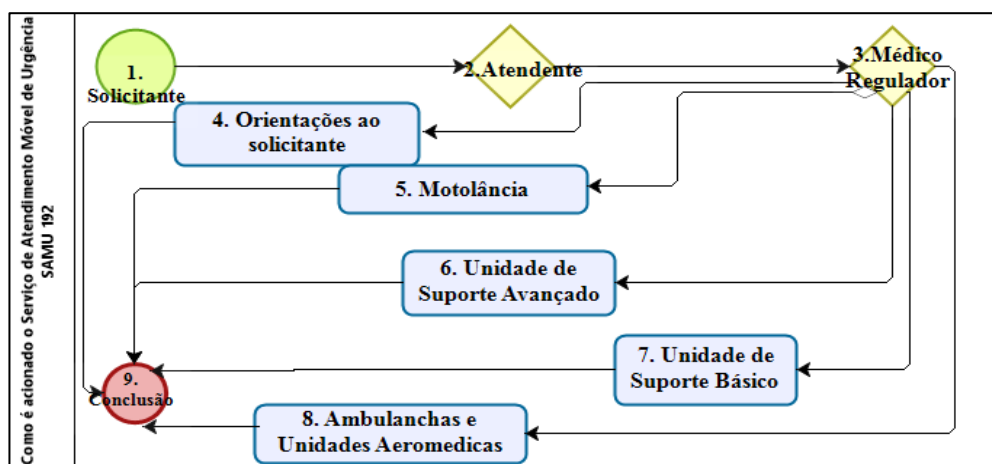 Como é acionado o Serviço de Atendimento Móvel de Urgência
SAMU 192
1.
Solicitante
2.Atendente
3.Médico
Regulador
4. Orientações ao
solicitante
5. Motolância
6. Unidade de
Suporte Avançado
7. Unidade de
Suporte Básico
8. Ambulanchas e
Unidades Aeromedicas
9.
Conclusão